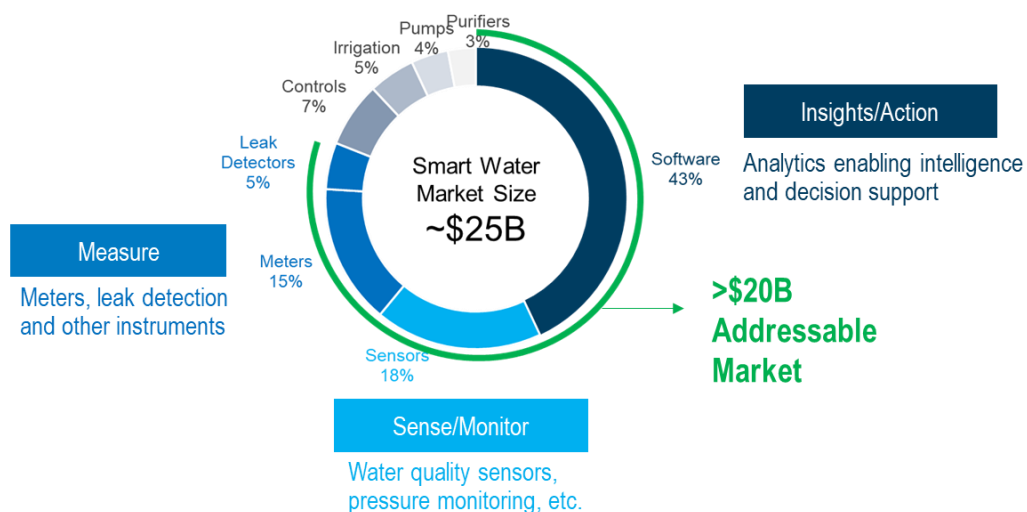 Purifiers
3%
Pumps
4%
Irrigation
5%
Controls
7%
Leak
Detectors
5%
Meters
15%
Sensors
18%
Software
43%
Smart Water
Market Size
~$25B
Insights/Action
Analytics enabling intelligence
and decision support
Measure
Meters, leak detection
and other instruments
>$20B
Addressable
Market
Sense/Monitor
Water quality sensors,
pressure monitoring, etc.